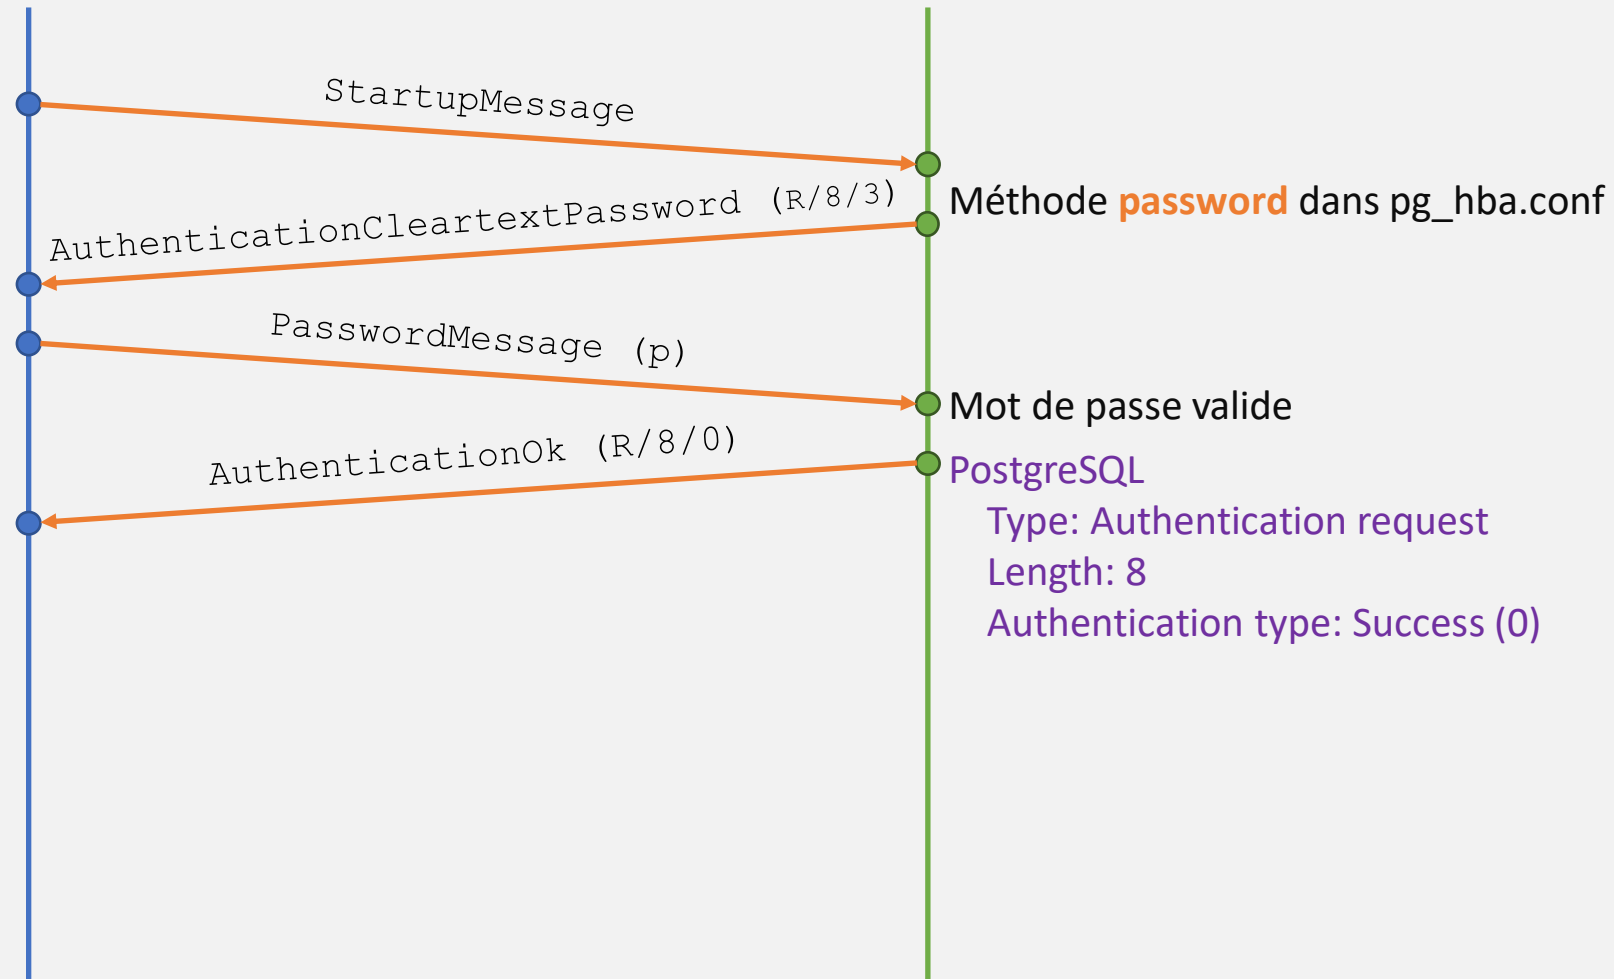 StartupMessage
AuthenticationCleartextPassword (R/8/3)
Méthode password dans pg_hba.conf
PasswordMessage (p)
Mot de passe valide
AuthenticationOk (R/8/0)
PostgreSQL
Type: Authentication request
Length: 8
Authentication type: Success (0)